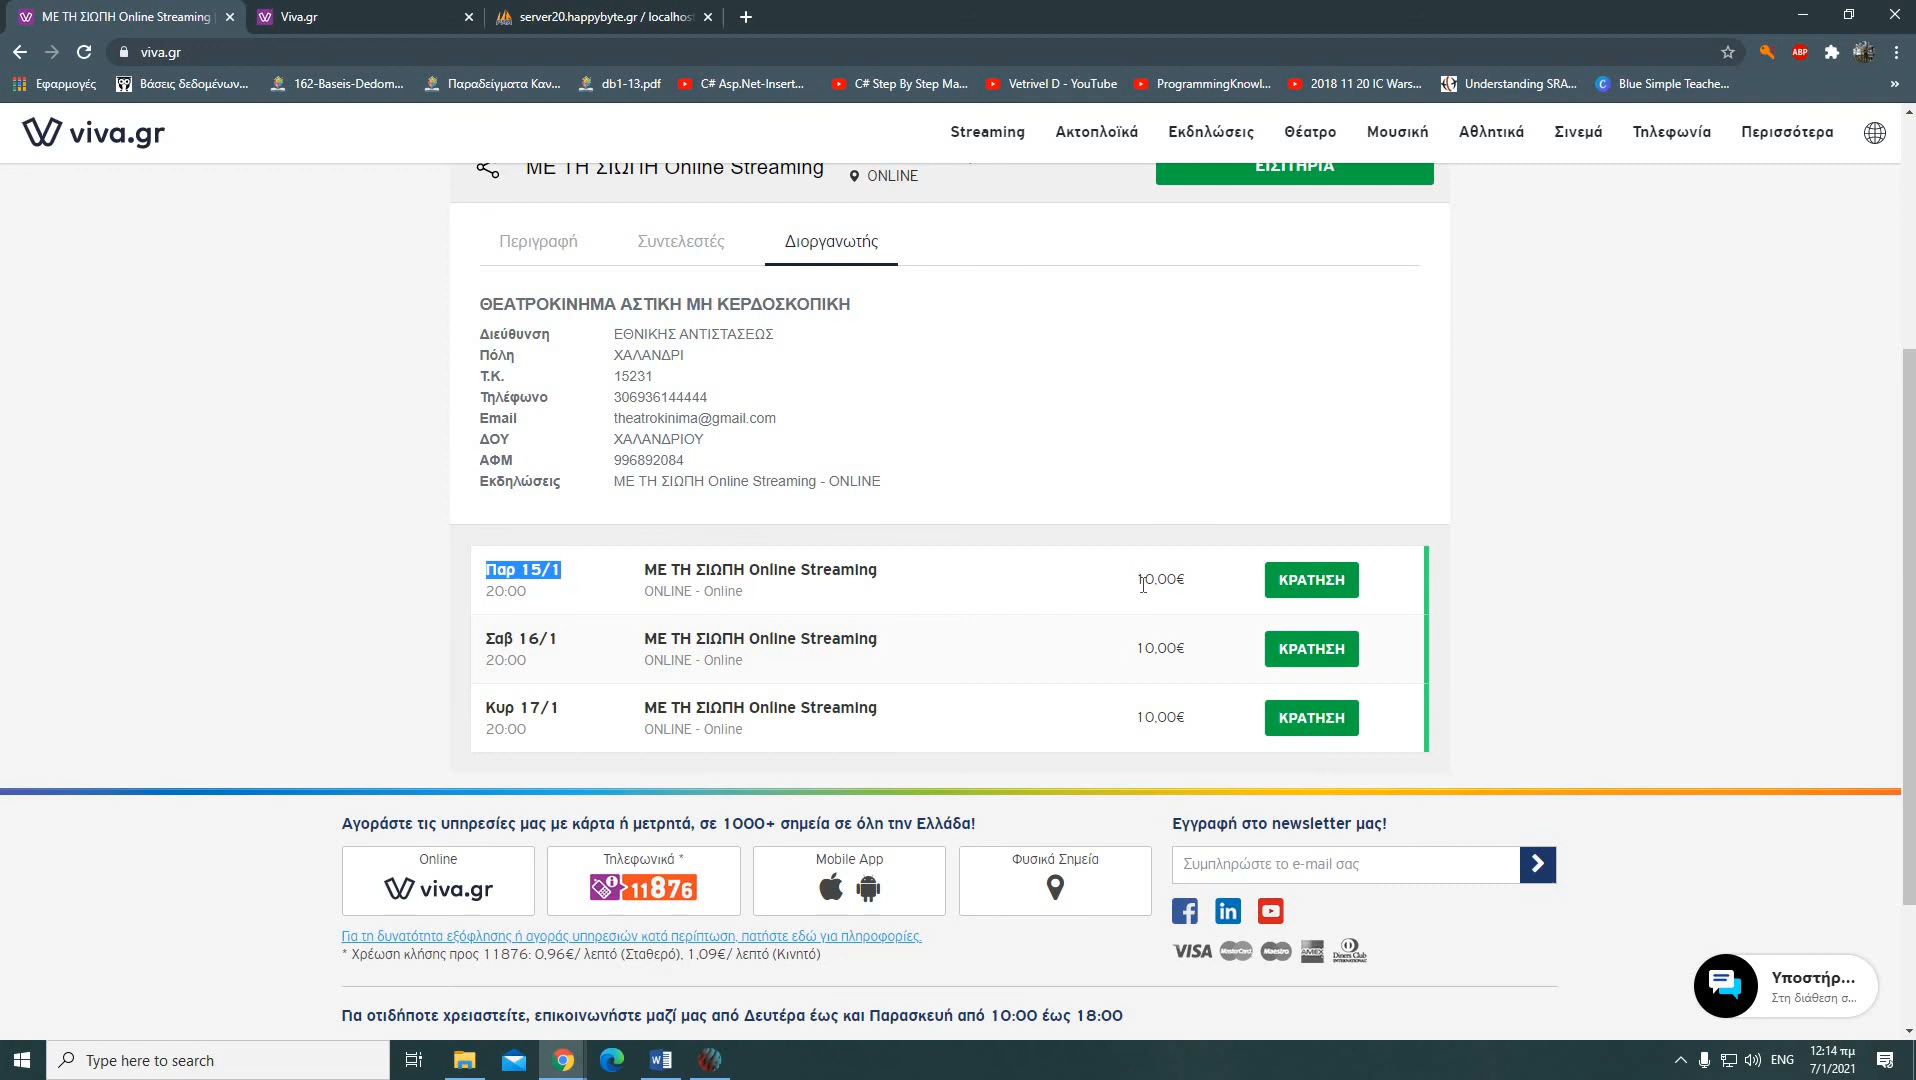 ΜΕ ΤΗ ΣΙΩΠΗ Online Streaming
Viva.gr
server20.happybyte.gr / localhos
viva.gr
ABP
Εφαρμογές
Βάσεις δεδομένων...
162-Baseis-Dedom...
Παραδείγματα Καν...
db1-13.pdf
C# Asp.Net-Insert...
C# Step By Step Ma...
Vetrivel D - YouTube
ProgrammingKnowl...
2018 11 20 IC Wars...
Understanding SRA...
Blue Simple Teache...
»
viva.gr
Streaming
Ακτοπλοϊκά
Εκδηλώσεις
Θέατρο
Μουσική
Αθλητικά
Σινεμά
Τηλεφωνία
Περισσότερα
ΜΕ ΤΗ ΣΙΩΠΗ Online Streaming
ONLINE
ΕΙΣΙΤΗΡΙΑ
Περιγραφή
Συντελεστές
Διοργανωτής
ΘΕΑΤΡΟΚΙΝΗΜΑ ΑΣΤΙΚΗ ΜΗ ΚΕΡΔΟΣΚΟΠΙΚΗ
Διεύθυνση ΕΘΝΙΚΗΣ ΑΝΤΙΣΤΑΣΕΩΣ
Πόλη ΧΑΛΑΝΔΡΙ
Τ.Κ. 15231
Τηλέφωνο 306936144444
Email theatrokinima@gmail.com
ΔΟΥ ΧΑΛΑΝΔΡΙΟΥ
ΑΦΜ 996892084
Εκδηλώσεις ΜΕ ΤΗ ΣΙΩΠΗ Online Streaming - ONLINE
Παρ 15/1 ΜΕ ΤΗ ΣΙΩΠΗ Online Streaming 10,00€ ΚΡΑΤΗΣΗ
20:00 ONLINE - Online
Σαβ 16/1 ΜΕ ΤΗ ΣΙΩΠΗ Online Streaming 10,00€ ΚΡΑΤΗΣΗ
20:00 ONLINE - Online
Κυρ 17/1 ΜΕ ΤΗ ΣΙΩΠΗ Online Streaming 10,00€ ΚΡΑΤΗΣΗ
20:00 ONLINE - Online
Αγοράστε τις υπηρεσίες μας με κάρτα ή μετρητά, σε 1000+ σημεία σε όλη την Ελλάδα!
Online
viva.gr
Τηλεφωνικά *
11876
Mobile App
Φυσικά Σημεία
Για τη δυνατότητα εξόφλησης ή αγοράς υπηρεσιών κατά περίπτωση, πατήστε εδώ για πληροφορίες.
* Χρέωση κλήσης προς 11876: 0,96€/ λεπτό (Σταθερό), 1,09€/ λεπτό (Κινητό)
Εγγραφή στο newsletter μας!
Συμπληρώστε το e-mail σας
VISA MasterCard Maestro AMEX Diners Club INTERNATIONAL
Για οτιδήποτε χρειαστείτε, επικοινωνήστε μαζί μας από Δευτέρα έως και Παρασκευή από 10:00 έως 18:00
Υποστήρ...
Στη διάθεση σ...
Type here to search
ENG
12:14 πμ
7/1/2021